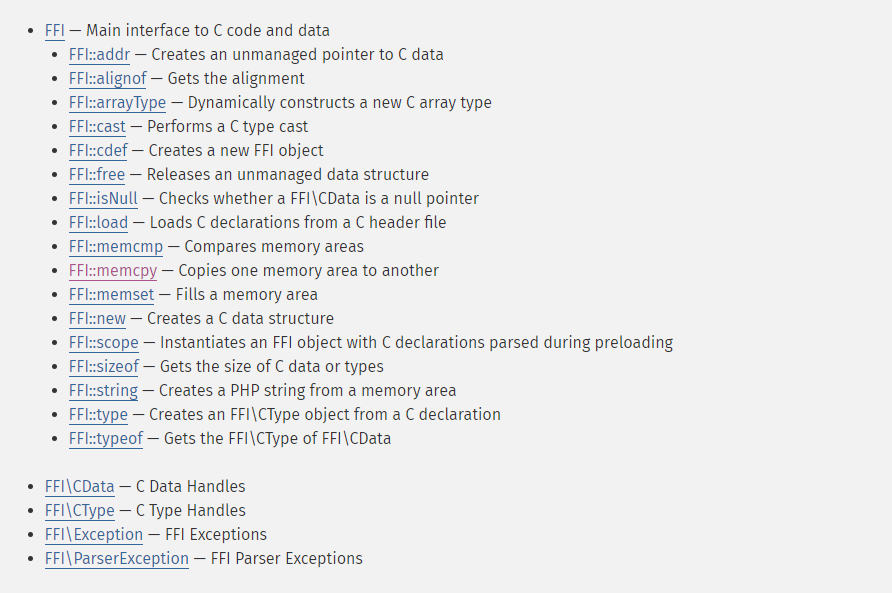 FFI — Main interface to C code and data
FFI::addr — Creates an unmanaged pointer to C data
FFI::alignof — Gets the alignment
FFI::arrayType — Dynamically constructs a new C array type
FFI::cast — Performs a C type cast
FFI::cdef — Creates a new FFI object
FFI::free — Releases an unmanaged data structure
FFI::isNull — Checks whether a FFI\CData is a null pointer
FFI::load — Loads C declarations from a C header file
FFI::memcmp — Compares memory areas
FFI::memcpy — Copies one memory area to another
FFI::memset — Fills a memory area
FFI::new — Creates a C data structure
FFI::scope — Instantiates an FFI object with C declarations parsed during preloading
FFI::sizeof — Gets the size of C data or types
FFI::string — Creates a PHP string from a memory area
FFI::type — Creates an FFI\CType object from a C declaration
FFI::typeof — Gets the FFI\CType of FFI\CData
FFI\CData — C Data Handles
FFI\CType — C Type Handles
FFI\Exception — FFI Exceptions
FFI\ParserException — FFI Parser Exceptions